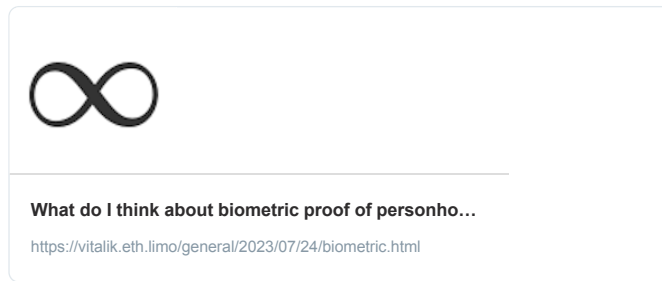 What do I think about biometric proof of personho…
https://vitalik.eth.limo/general/2023/07/24/biometric.html